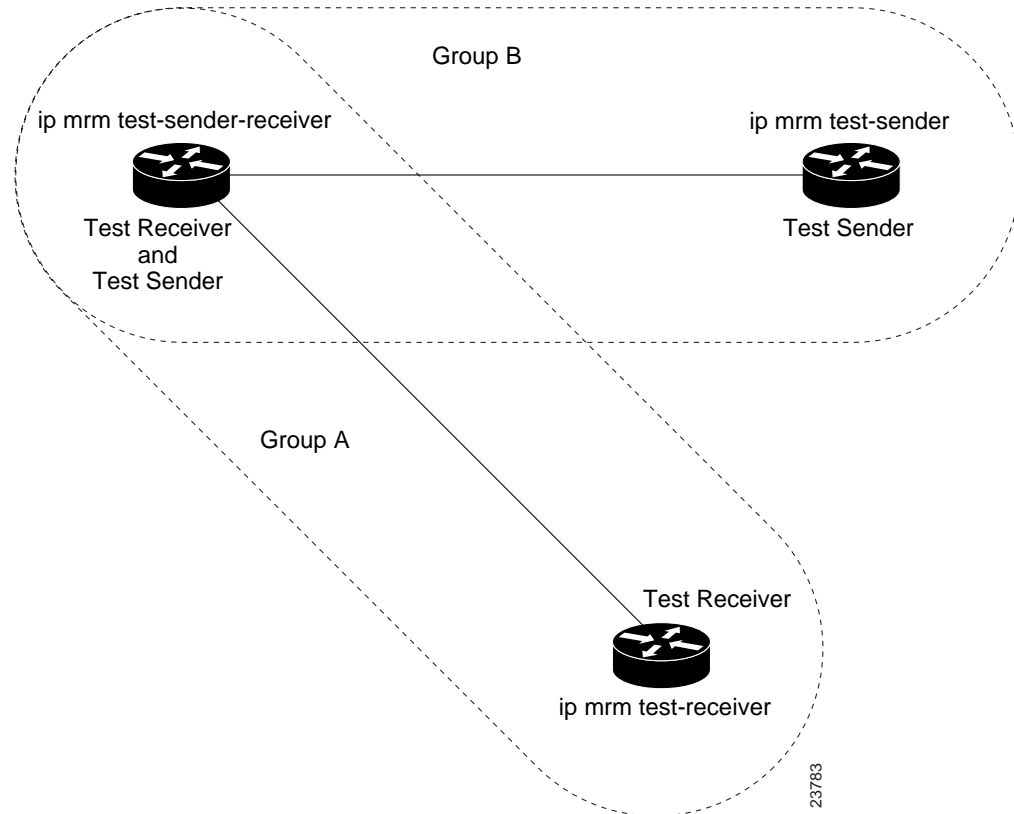 Group B
ip mrm test-sender-receiver
ip mrm test-sender
Test Receiver
and
Test Sender
Test Sender
Group A
Test Receiver
ip mrm test-receiver
23783